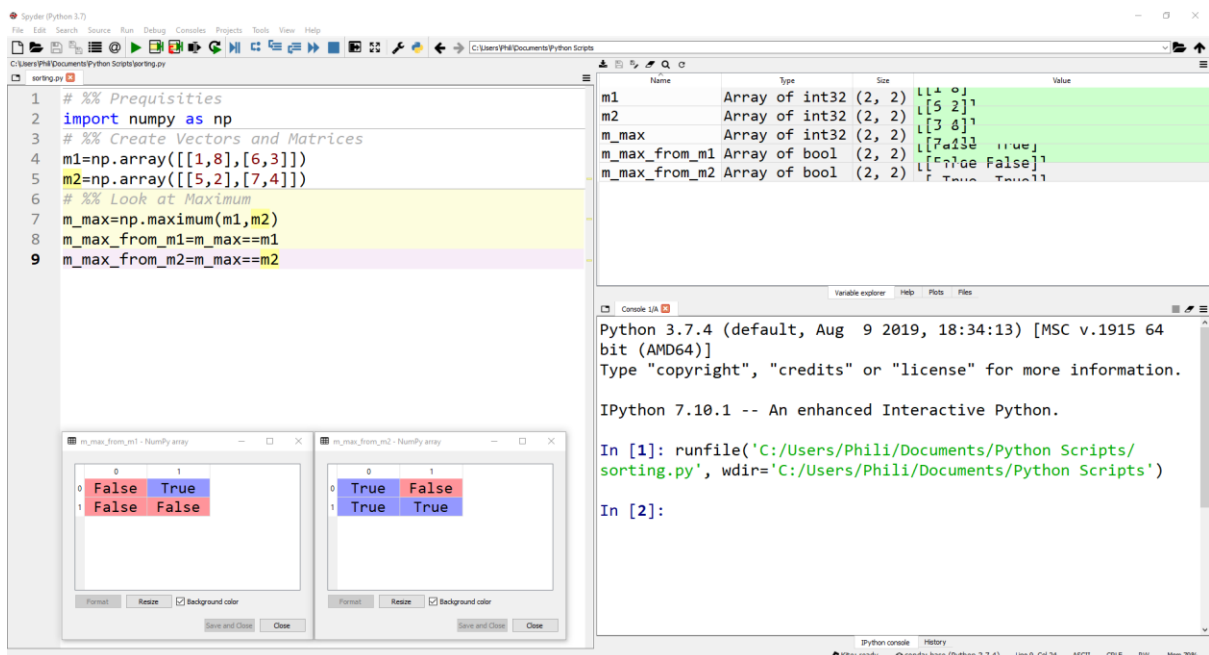 Spyder (Python 3.7)
File Edit Search Source Run Debug Consoles Projects Tools View Help
C:\Users\Phili\Documents\Python Scripts
C:\Users\Phili\Documents\Python Scripts\sorting.py
sorting.py
1 # %% Prequisities
2 import numpy as np
3 # %% Create Vectors and Matrices
4 m1=np.array([[1,8],[6,3]])
5 m2=np.array([[5,2],[7,4]])
6 # %% Look at Maximum
7 m_max=np.maximum(m1,m2)
8 m_max_from_m1=m_max==m1
9 m_max_from_m2=m_max==m2
m_max_from_m1 - NumPy array
0 1
0 False True
1 False False
Format Resize Background color
Save and Close Close
m_max_from_m2 - NumPy array
0 1
0 True False
1 True True
Format Resize Background color
Save and Close Close
Name Type Size Value
m1 Array of int32 (2, 2)
m2 Array of int32 (2, 2) [[5 2]
m_max Array of int32 (2, 2)
m_max_from_m1 Array of bool (2, 2)
m_max_from_m2 Array of bool (2, 2)
Variable explorer Help Plots Files
Console 1/A
Python 3.7.4 (default, Aug 9 2019, 18:34:13) [MSC v.1915 64
bit (AMD64)]
Type "copyright", "credits" or "license" for more information.
IPython 7.10.1 -- An enhanced Interactive Python.
In [1]: runfile('C:/Users/Phili/Documents/Python Scripts/
sorting.py', wdir='C:/Users/Phili/Documents/Python Scripts')
In [2]:
IPython console History